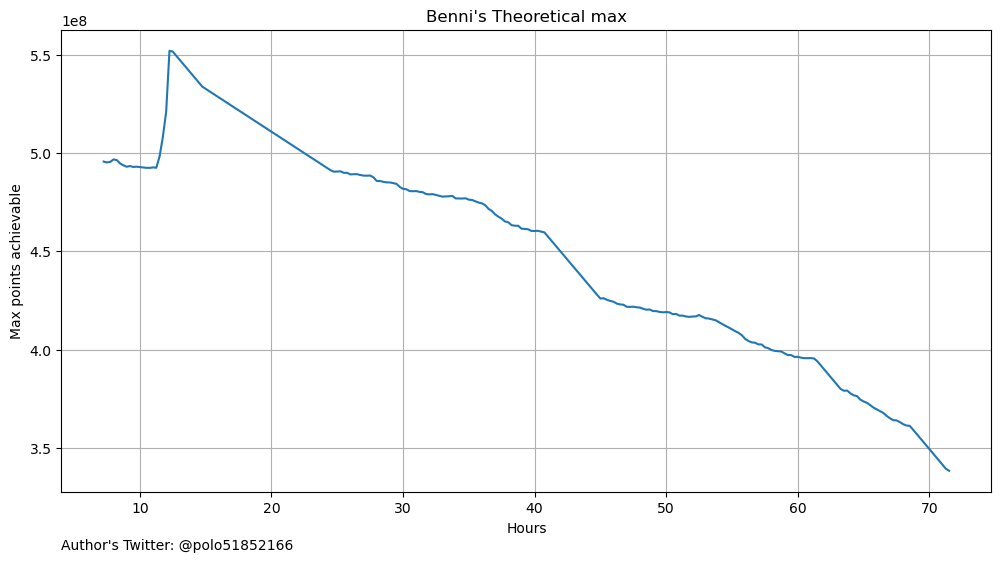 Benni's Theoretical max
1e8
5.5
5.0
4.5
4.0
3.5
Max points achievable
10 20 30 40 50 60 70
Hours
Author's Twitter: @polo51852166